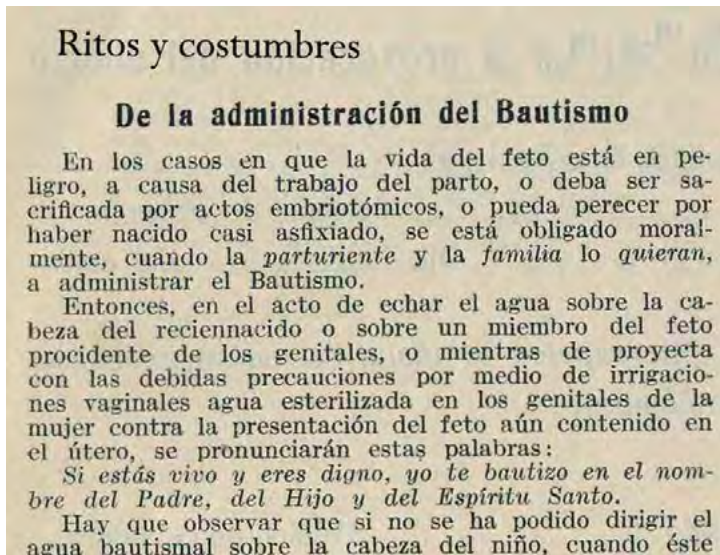 Ritos y costumbres
De la administración del Bautismo
En los casos en que la vida del feto está en pe-
ligro, a causa del trabajo del parto, o deba ser sa-
crificada por actos embriotómicos, o pueda perecer por
haber nacido casi asfixiado, se está obligado moral-
mente, cuando la parturiente y la familia lo quieran,
a administrar el Bautismo.
Entonces, en el acto de echar el agua sobre la ca-
beza del reciennacido o sobre un miembro del feto
procidente de los genitales, o mientras de proyecta
con las debidas precauciones por medio de irrigacio-
nes vaginales agua esterilizada en los genitales de la
mujer contra la presentación del feto aún contenido en
el útero, se pronunciarán estas palabras:
Si estás vivo y eres digno, yo te bautizo en el nom-
bre del Padre, del Hijo y del Espíritu Santo.
Hay que observar que si no se ha podido dirigir el
agua bautismal sobre la cabeza del niño, cuando éste